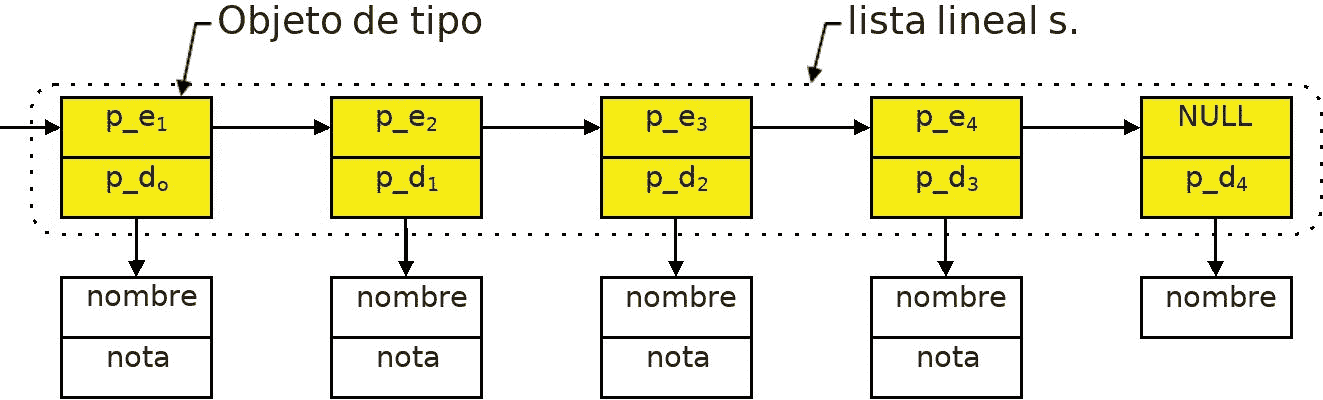 Objeto de tipo
lista lineal s.
p_e₁
p_e₂
p_e₃
p_e₄
NULL
p_dₒ
p_d₁
p_d₂
p_d₃
p_d₄
nombre
nombre
nombre
nombre
nombre
nota
nota
nota
nota